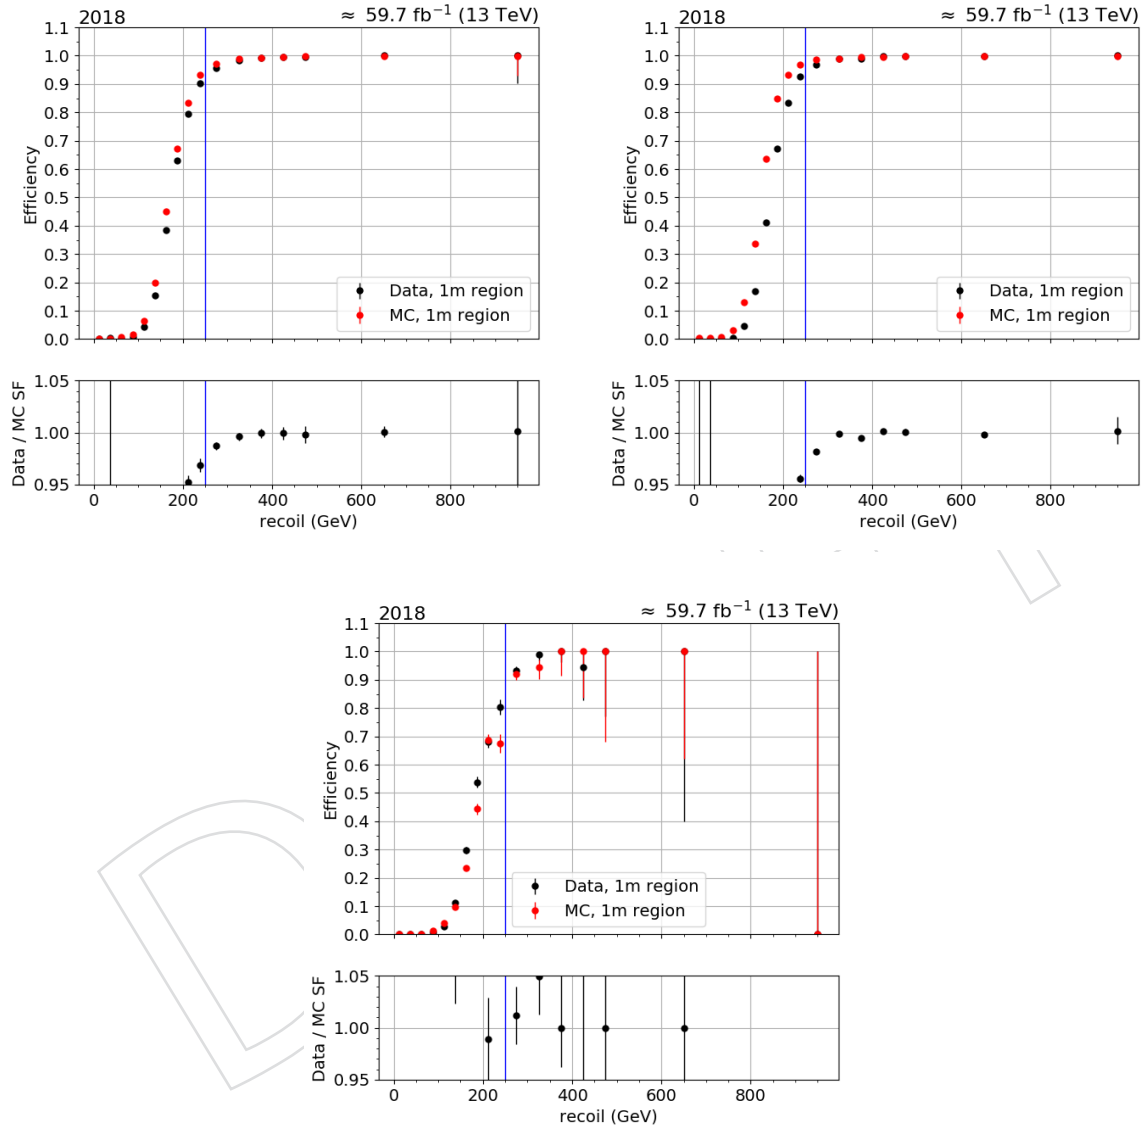 2018 ≈ 59.7 fb⁻¹ (13 TeV)
1.1
1.0
0.9
0.8
0.7
0.6
0.5
0.4
0.3
0.2
0.1
0.0
Efficiency
Data, 1m region
MC, 1m region
1.05
1.00
0.95
Data / MC SF
0 200 400 600 800
recoil (GeV)
2018 ≈ 59.7 fb⁻¹ (13 TeV)
1.1
1.0
0.9
0.8
0.7
0.6
0.5
0.4
0.3
0.2
0.1
0.0
Efficiency
Data, 1m region
MC, 1m region
1.05
1.00
0.95
Data / MC SF
0 200 400 600 800
recoil (GeV)
2018 ≈ 59.7 fb⁻¹ (13 TeV)
1.1
1.0
0.9
0.8
0.7
0.6
0.5
0.4
0.3
0.2
0.1
0.0
Efficiency
Data, 1m region
MC, 1m region
1.05
1.00
0.95
Data / MC SF
0 200 400 600 800
recoil (GeV)